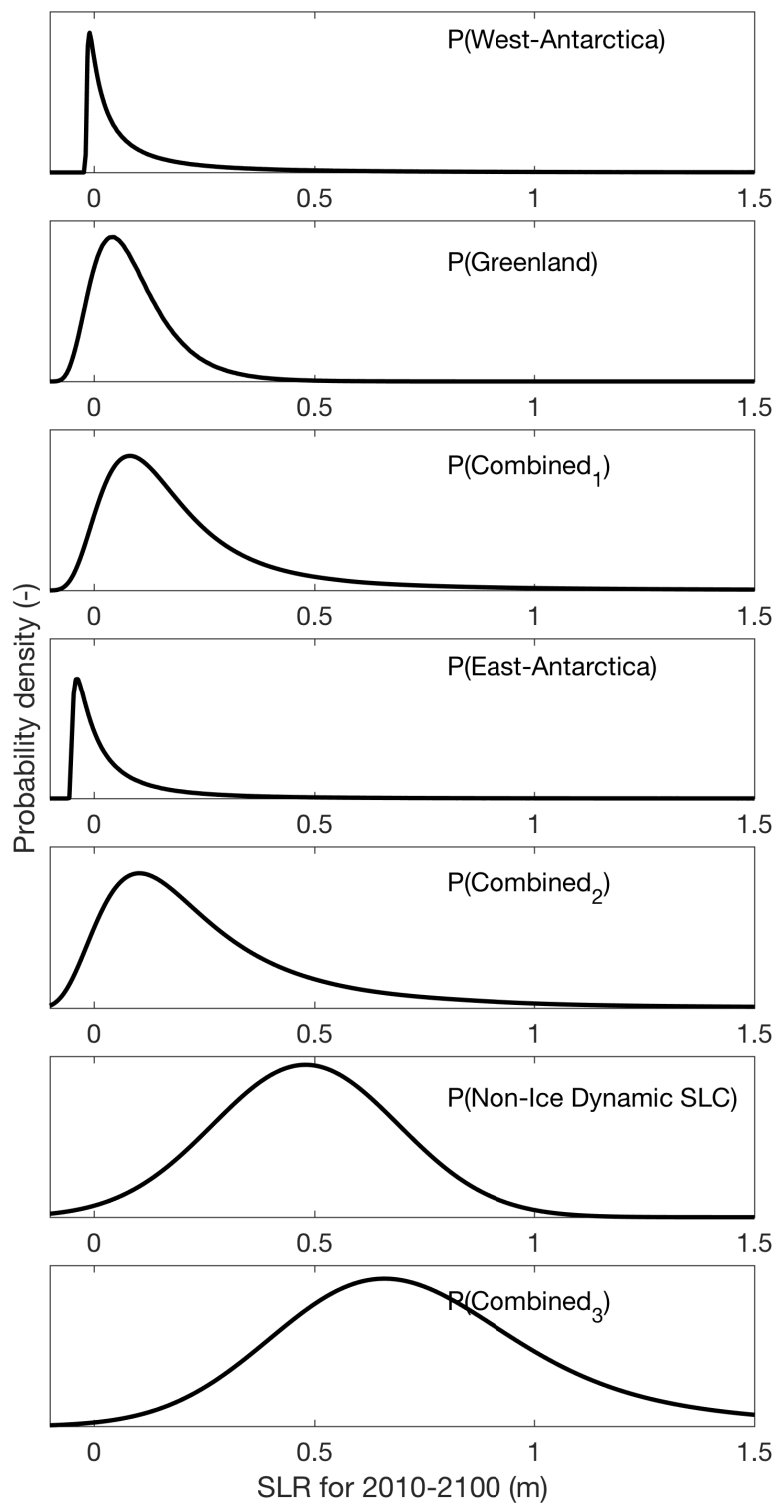 P(West-Antarctica)
0 0.5 1 1.5
P(Greenland)
0 0.5 1 1.5
P(Combined₁)
0 0.5 1 1.5
P(East-Antarctica)
0 0.5 1 1.5
P(Combined₂)
0 0.5 1 1.5
P(Non-Ice Dynamic SLC)
0 0.5 1 1.5
P(Combined₃)
0 0.5 1 1.5
Probability density (-)
SLR for 2010-2100 (m)